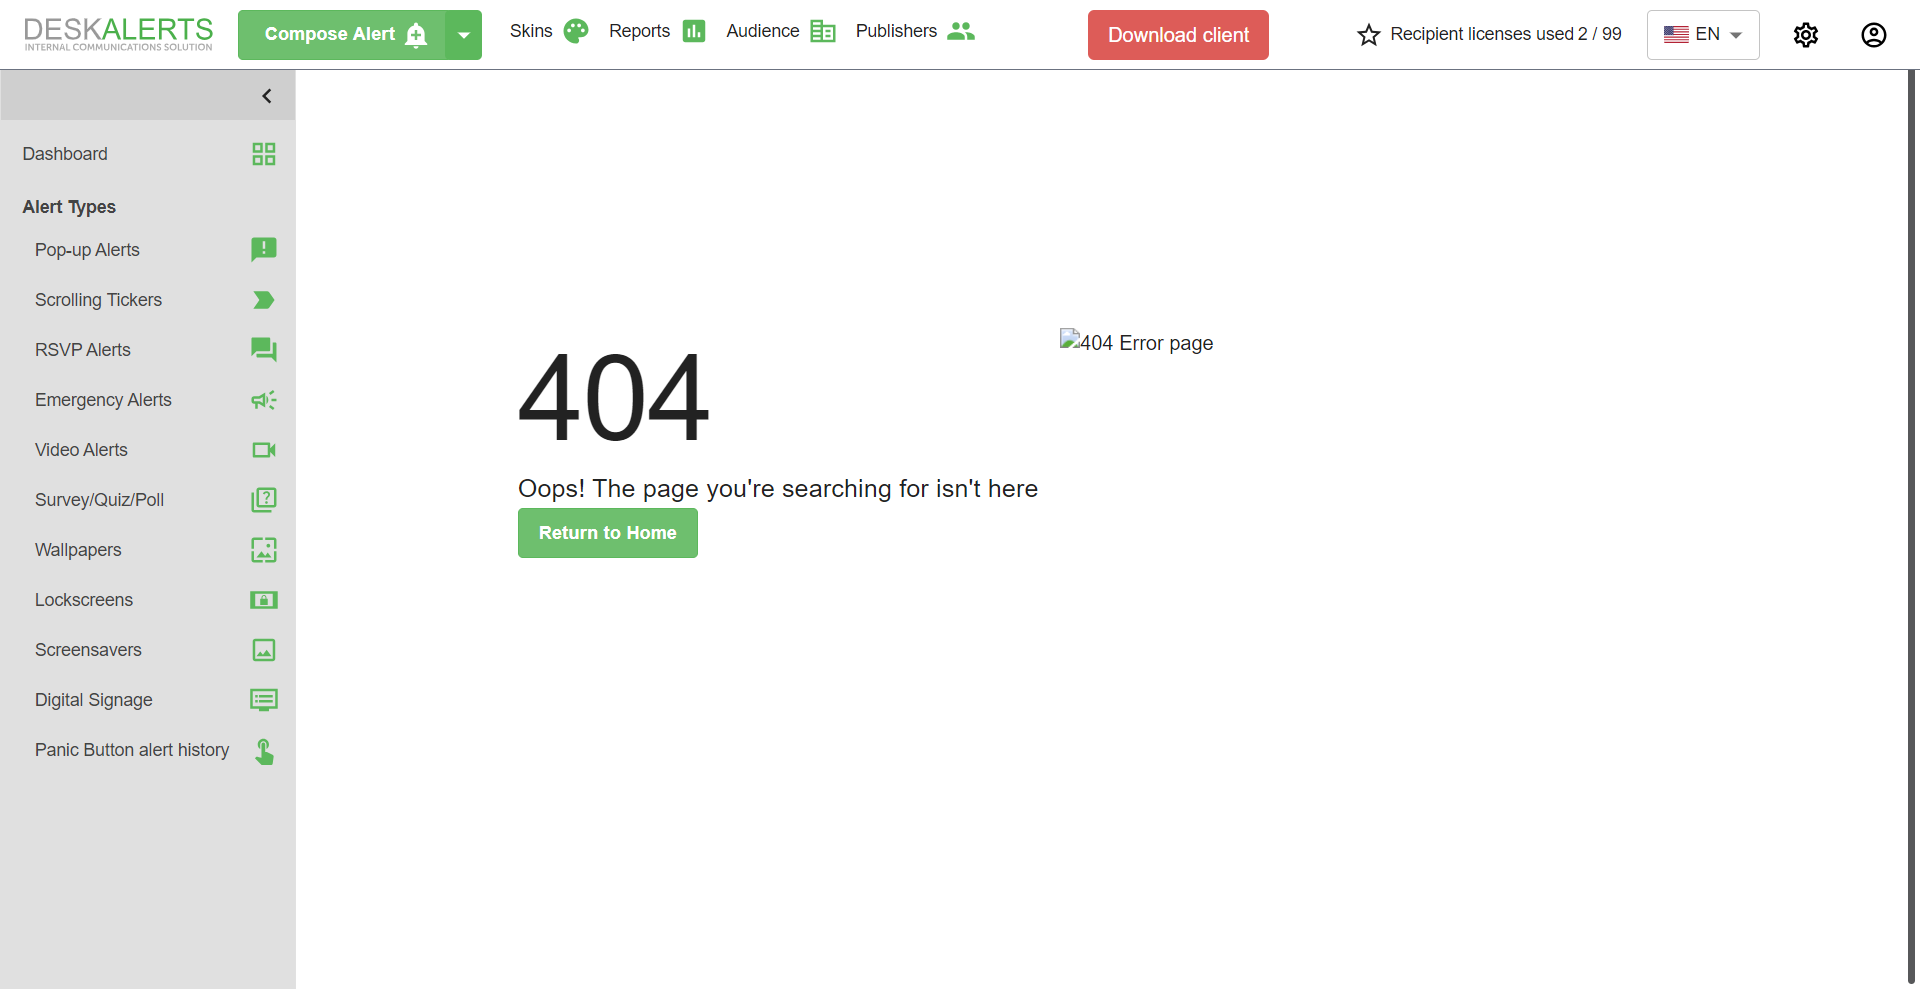 DESKALERTS
INTERNAL COMMUNICATIONS SOLUTION
Compose Alert
Skins
Reports
Audience
Publishers
Download client
Recipient licenses used 2 / 99
EN
Dashboard
Alert Types
Pop-up Alerts
Scrolling Tickers
RSVP Alerts
Emergency Alerts
Video Alerts
Survey/Quiz/Poll
Wallpapers
Lockscreens
Screensavers
Digital Signage
Panic Button alert history
404
Oops! The page you're searching for isn't here
Return to Home
404 Error page